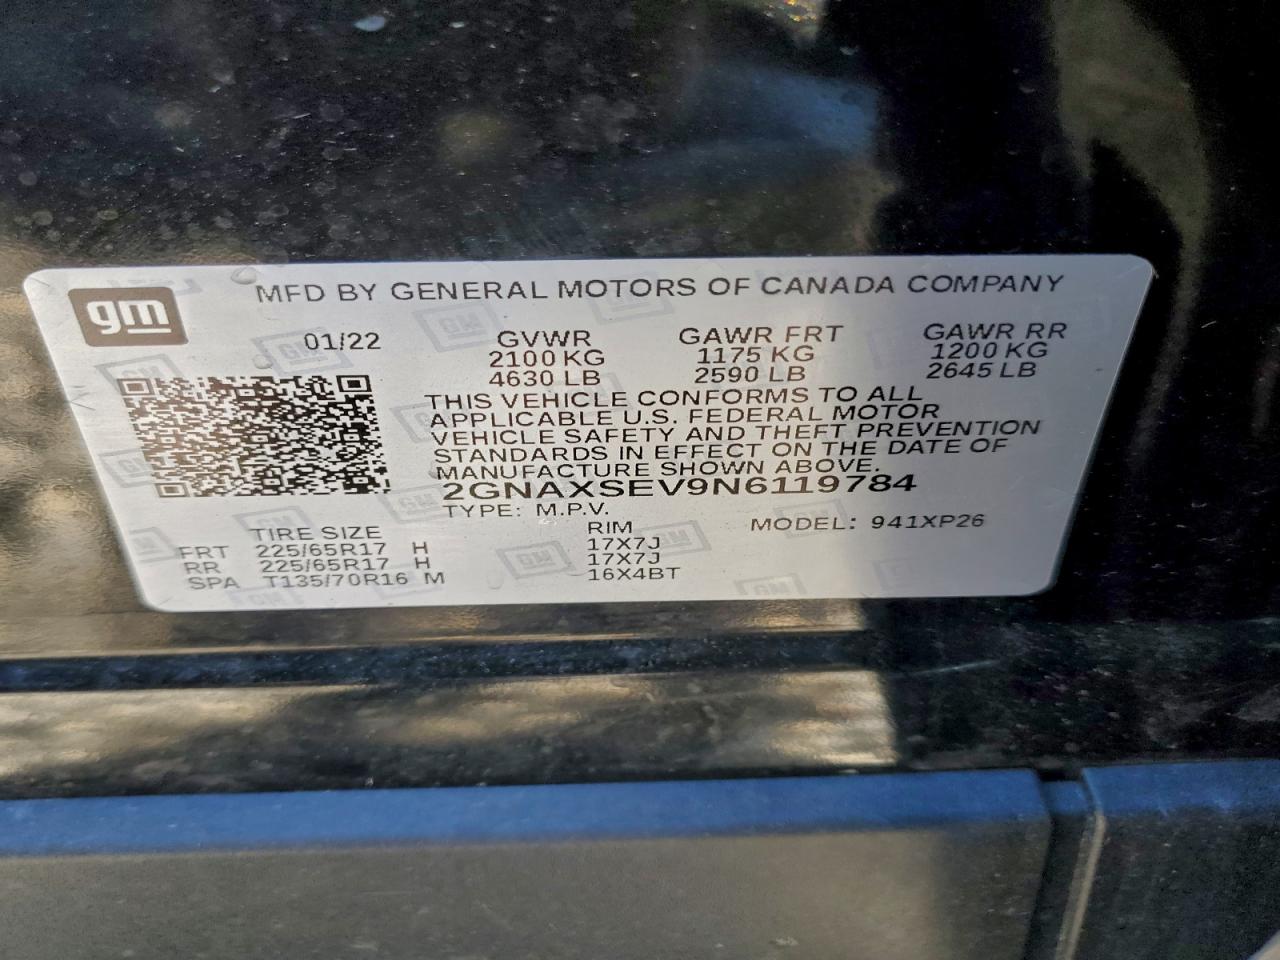 gm
MFD BY GENERAL MOTORS OF CANADA COMPANY
01/22 GVWR GAWR FRT GAWR RR
2100 KG 1175 KG 1200 KG
4630 LB 2590 LB 2645 LB
THIS VEHICLE CONFORMS TO ALL
APPLICABLE U.S. FEDERAL MOTOR
VEHICLE SAFETY AND THEFT PREVENTION
STANDARDS IN EFFECT ON THE DATE OF
MANUFACTURE SHOWN ABOVE.
2GNAXSEV9N6119784
TYPE: M.P.V. MODEL: 941XP26
TIRE SIZE RIM
FRT 225/65R17 H 17X7J
RR 225/65R17 H 17X7J
SPA T135/70R16 M 16X4BT